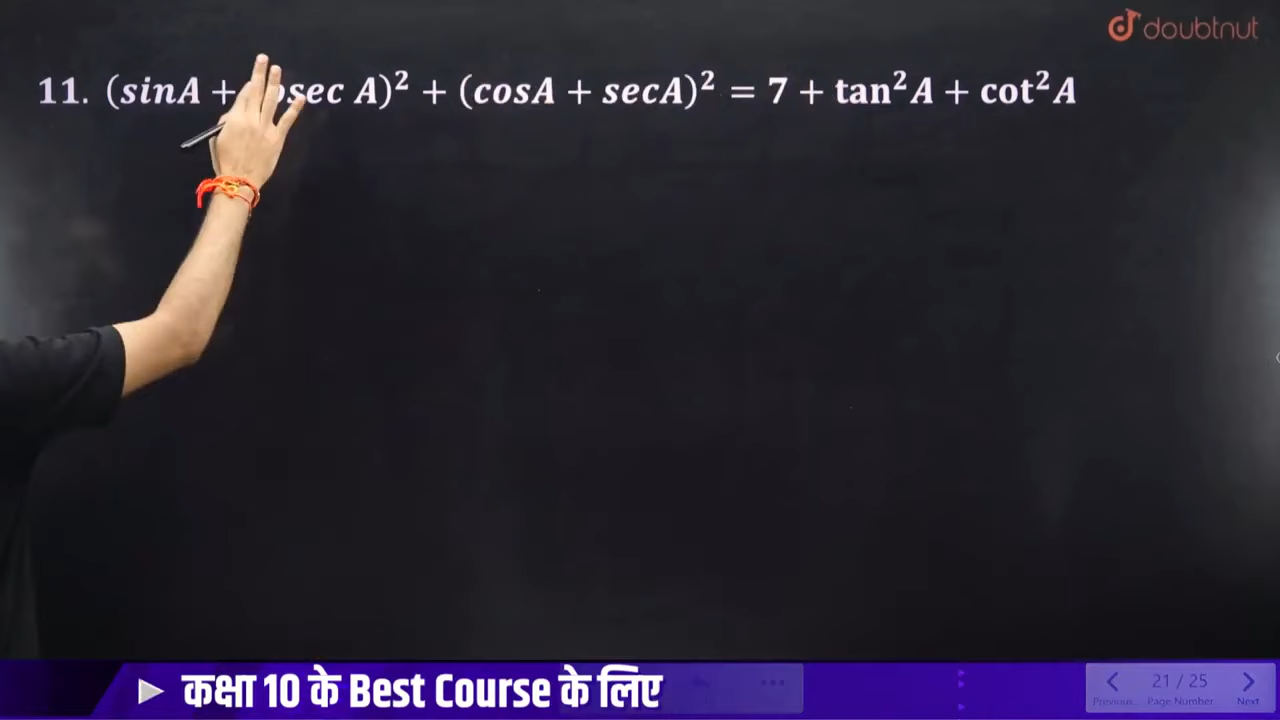 doubtnut
11. (sinA + cosec A)² + (cosA + secA)² = 7 + tan²A + cot²A
कक्षा 10 के Best Course के लिए
21 / 25
Previous... Page Number Next